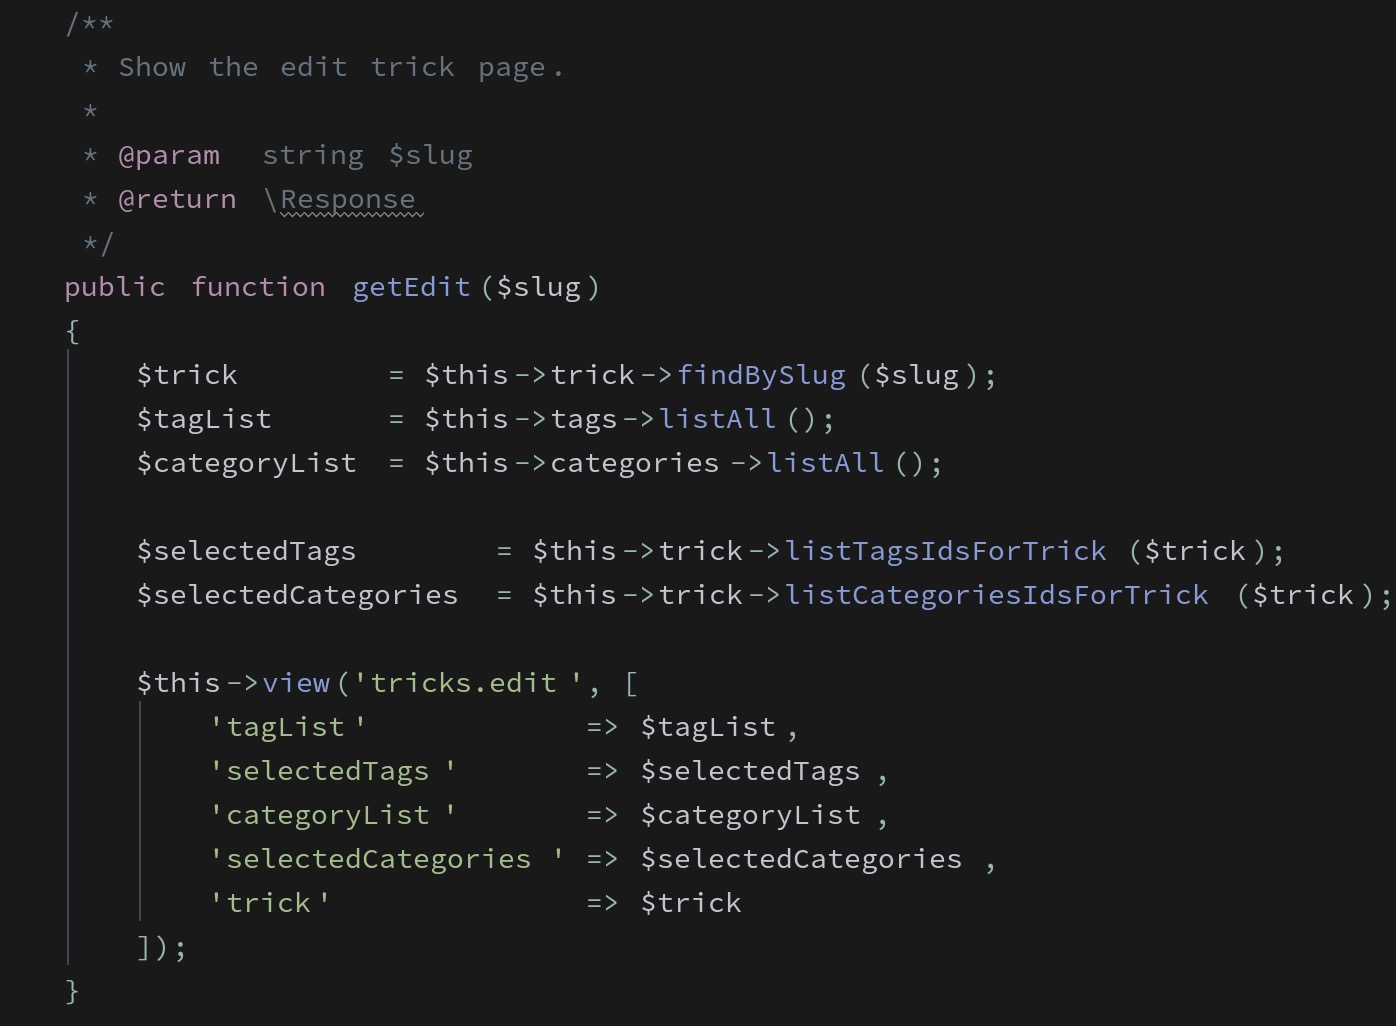 /**
 * Show the edit trick page.
 *
 * @param  string $slug
 * @return \Response
 */
public function getEdit($slug)
{
    $trick        = $this->trick->findBySlug($slug);
    $tagList      = $this->tags->listAll();
    $categoryList = $this->categories->listAll();

    $selectedTags       = $this->trick->listTagsIdsForTrick($trick);
    $selectedCategories = $this->trick->listCategoriesIdsForTrick($trick);

    $this->view('tricks.edit', [
        'tagList'            => $tagList,
        'selectedTags'       => $selectedTags,
        'categoryList'       => $categoryList,
        'selectedCategories' => $selectedCategories,
        'trick'              => $trick
    ]);
}